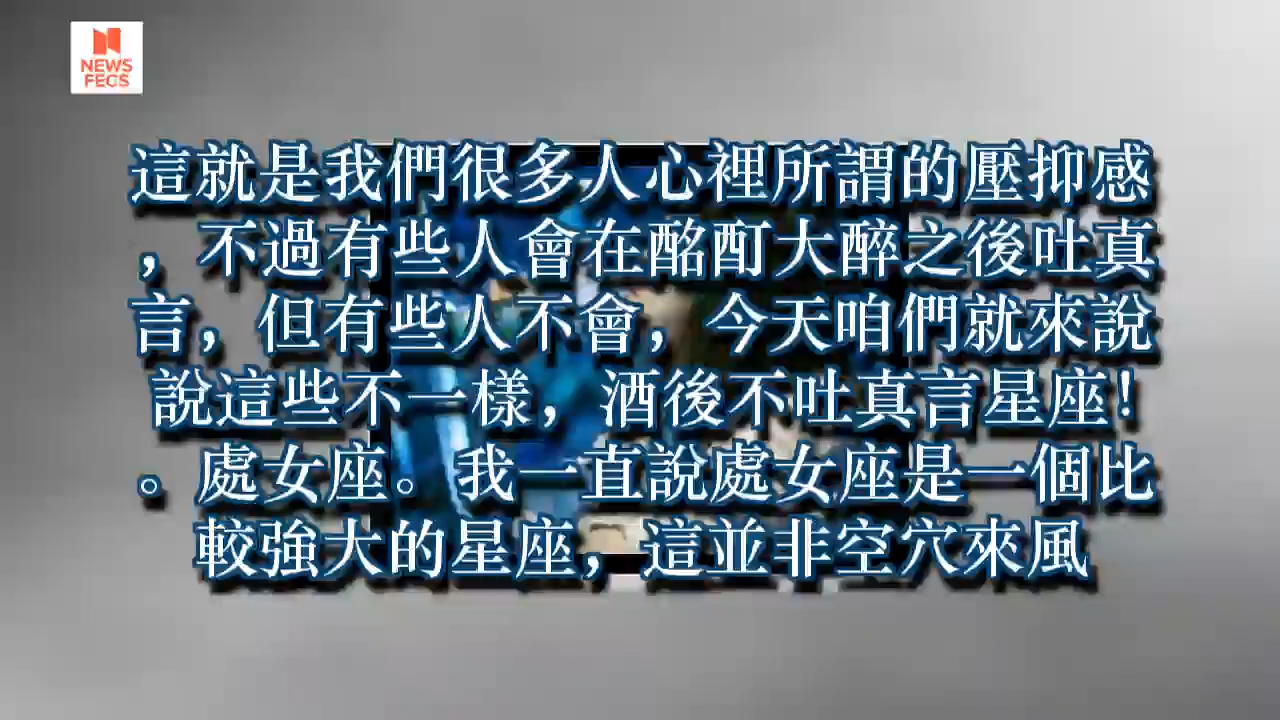 NEWS
FEGS
這就是我們很多人心裡所謂的壓抑感
，不過有些人會在酩酊大醉之後吐真
言，但有些人不會，今天咱們就來說
說這些不一樣，酒後不吐真言星座！
。處女座。我一直說處女座是一個比
較強大的星座，這並非空穴來風